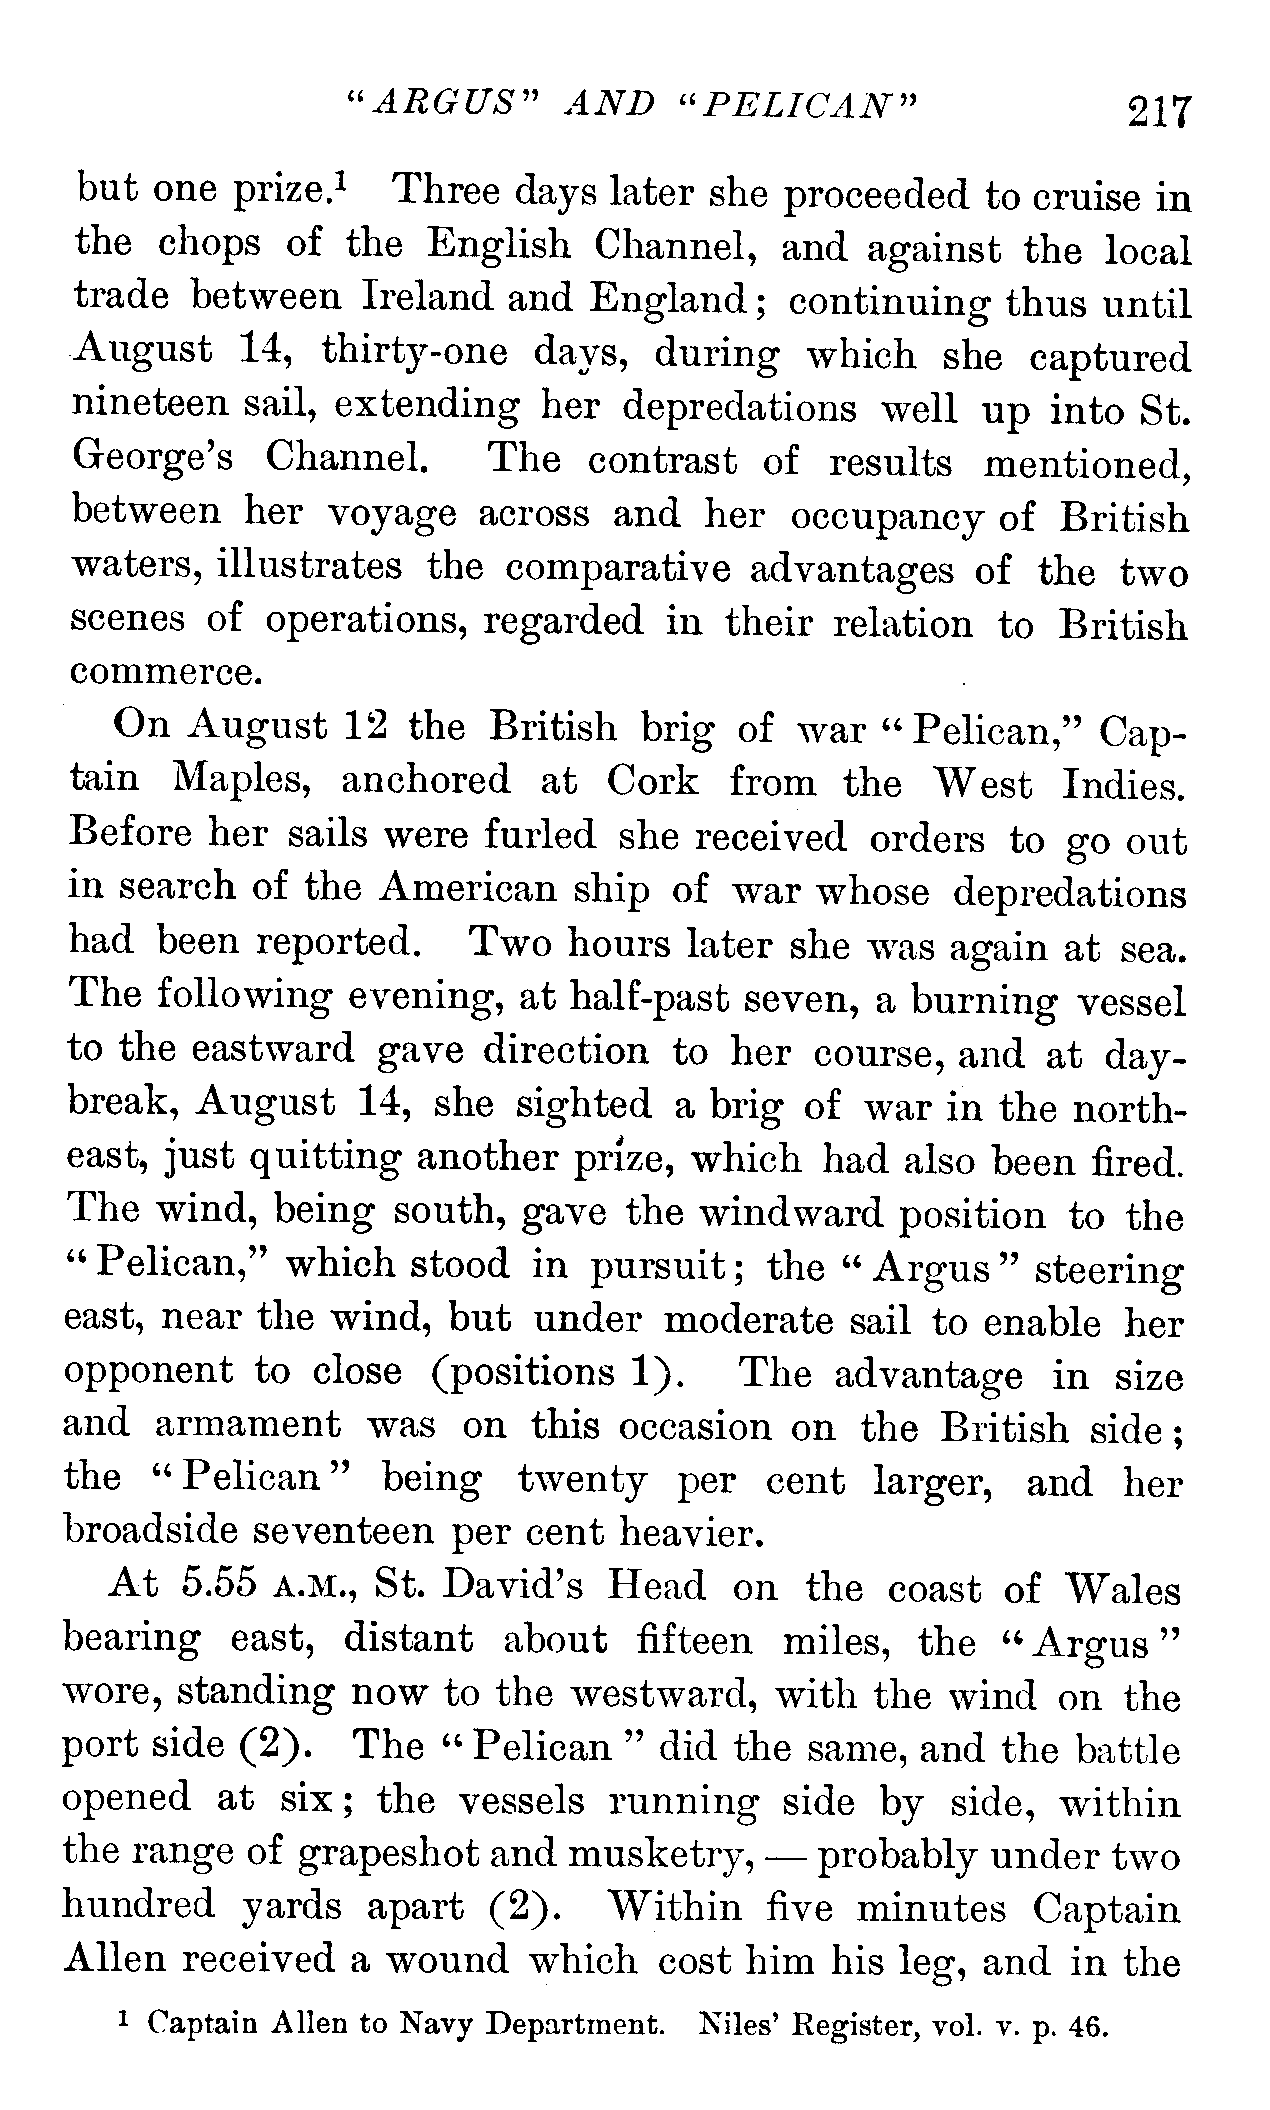 "ARGUS" AND "PELICAN" 217
but one prize.¹ Three days later she proceeded to cruise in
the chops of the English Channel, and against the local
trade between Ireland and England; continuing thus until
August 14, thirty-one days, during which she captured
nineteen sail, extending her depredations well up into St.
George's Channel. The contrast of results mentioned,
between her voyage across and her occupancy of British
waters, illustrates the comparative advantages of the two
scenes of operations, regarded in their relation to British
commerce.
On August 12 the British brig of war "Pelican," Cap-
tain Maples, anchored at Cork from the West Indies.
Before her sails were furled she received orders to go out
in search of the American ship of war whose depredations
had been reported. Two hours later she was again at sea.
The following evening, at half-past seven, a burning vessel
to the eastward gave direction to her course, and at day-
break, August 14, she sighted a brig of war in the north-
east, just quitting another prize, which had also been fired.
The wind, being south, gave the windward position to the
"Pelican," which stood in pursuit; the "Argus" steering
east, near the wind, but under moderate sail to enable her
opponent to close (positions 1). The advantage in size
and armament was on this occasion on the British side;
the "Pelican" being twenty per cent larger, and her
broadside seventeen per cent heavier.
At 5.55 A.M., St. David's Head on the coast of Wales
bearing east, distant about fifteen miles, the "Argus"
wore, standing now to the westward, with the wind on the
port side (2). The "Pelican" did the same, and the battle
opened at six; the vessels running side by side, within
the range of grapeshot and musketry, — probably under two
hundred yards apart (2). Within five minutes Captain
Allen received a wound which cost him his leg, and in the
¹ Captain Allen to Navy Department. Niles' Register, vol. v. p. 46.